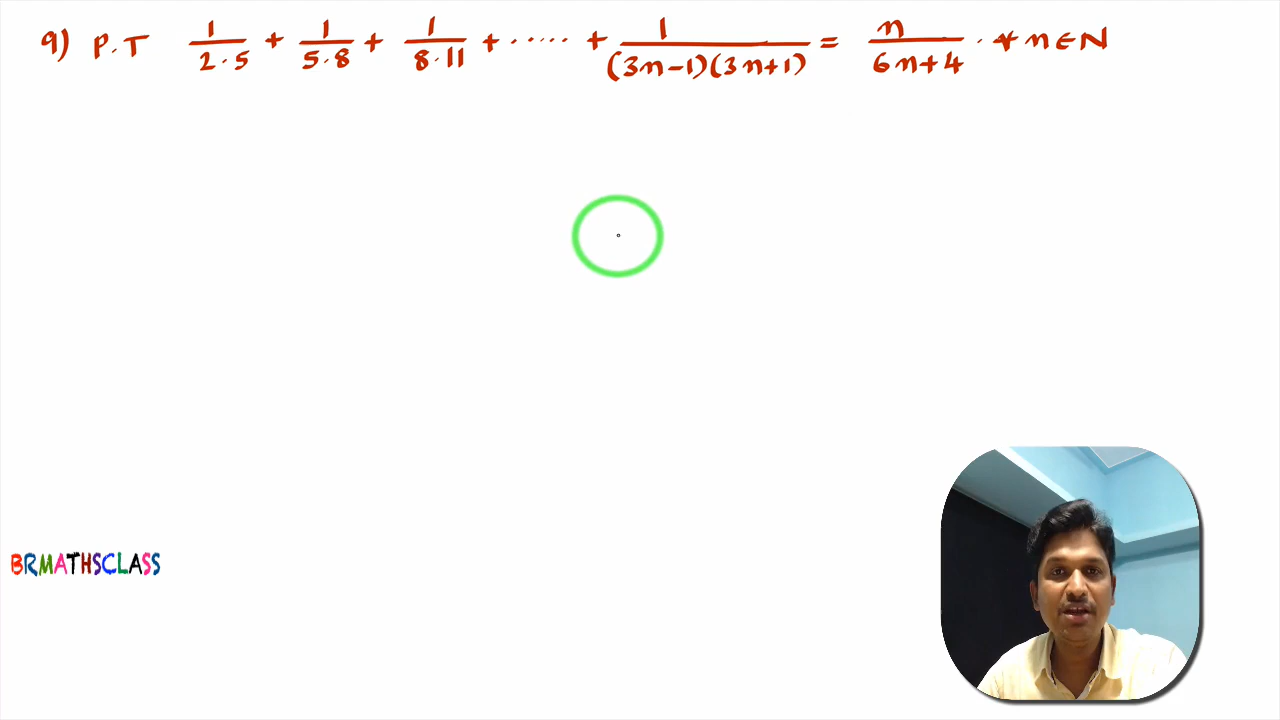 9) P.T 1/(2·5) + 1/(5·8) + 1/(8·11) + ····· + 1/((3n-1)(3n+1)) = n/(6n+4) · ∀ n ∈ N
BRMATHSCLASS